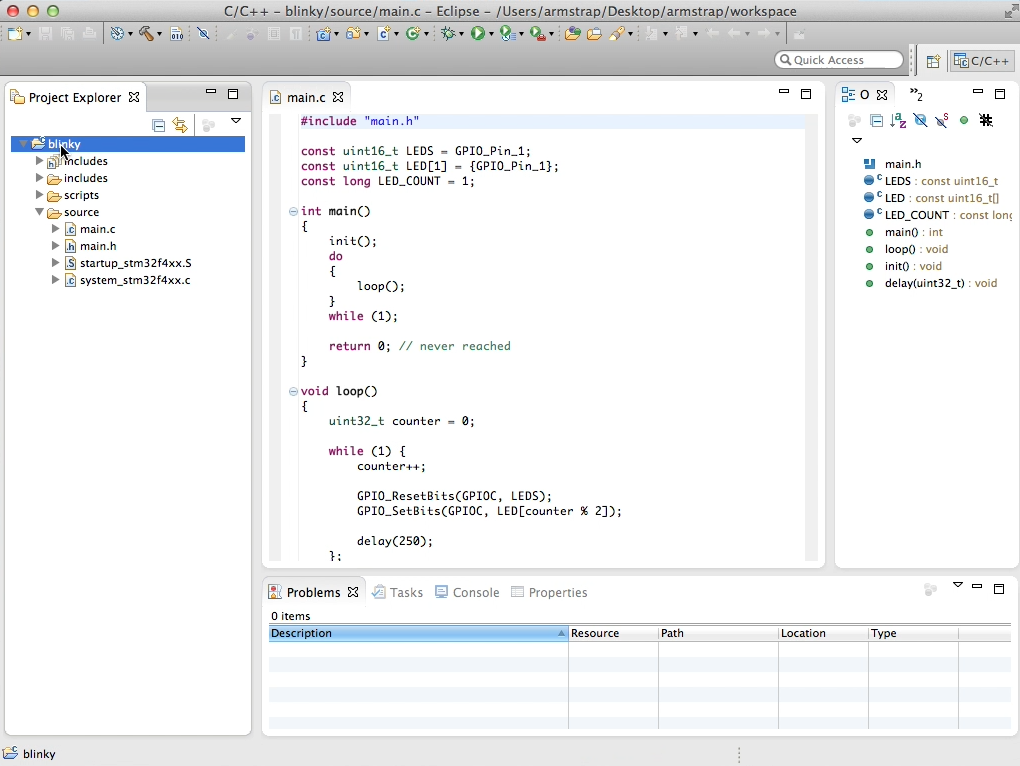 C/C++ – blinky/source/main.c – Eclipse – /Users/armstrap/Desktop/armstrap/workspace
Quick Access
C/C++
Project Explorer
blinky
includes
includes
scripts
source
main.c
main.h
startup_stm32f4xx.S
system_stm32f4xx.c
main.c
#include "main.h"
const uint16_t LEDS = GPIO_Pin_1;
const uint16_t LED[1] = {GPIO_Pin_1};
const long LED_COUNT = 1;
int main()
{
init();
do
{
loop();
}
while (1);
return 0; // never reached
}
void loop()
{
uint32_t counter = 0;
while (1) {
counter++;
GPIO_ResetBits(GPIOC, LEDS);
GPIO_SetBits(GPIOC, LED[counter % 2]);
delay(250);
};
O
»2
main.h
LEDS : const uint16_t
LED : const uint16_t[]
LED_COUNT : const long
main() : int
loop() : void
init() : void
delay(uint32_t) : void
Problems Tasks Console Properties
0 items
Description Resource Path Location Type
blinky